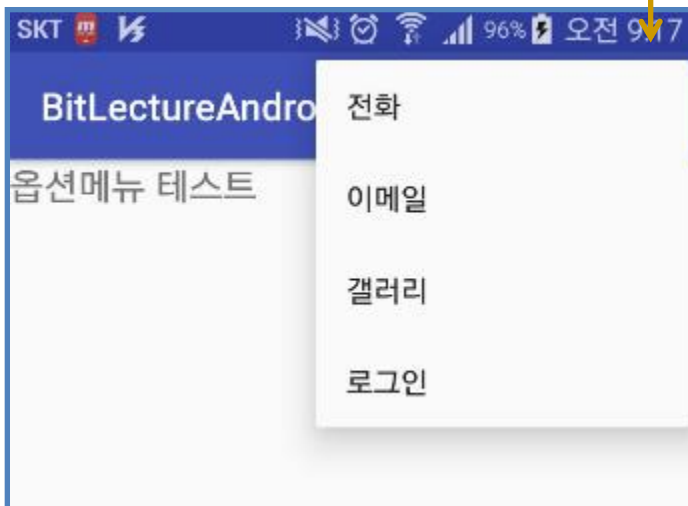 SKT 96% 오전 9:17
BitLectureAndro
전화
옵션메뉴 테스트
이메일
갤러리
로그인